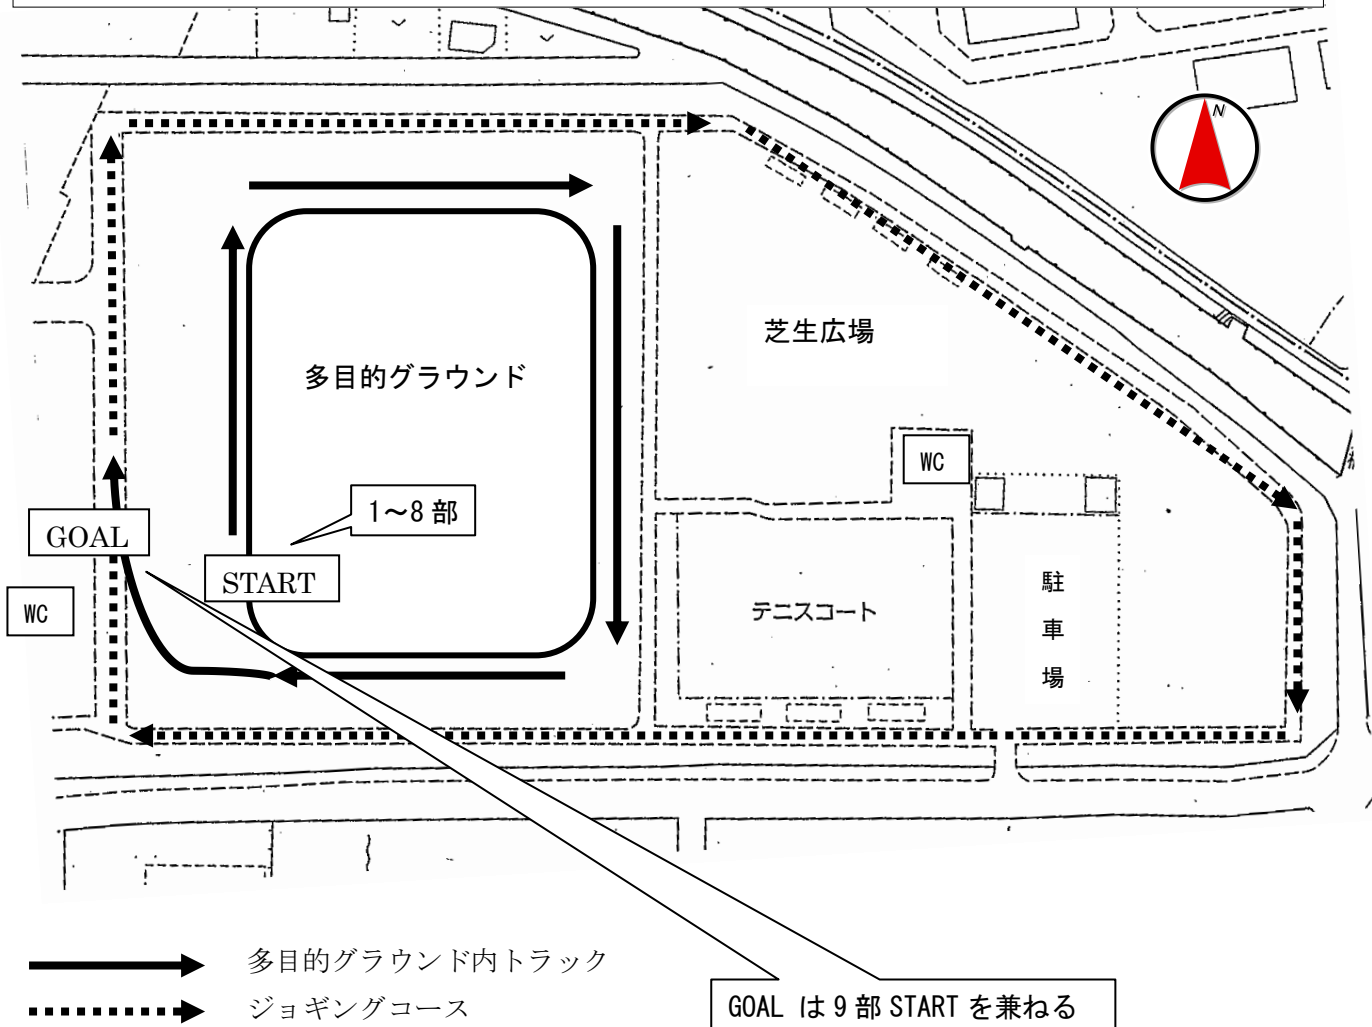 N
芝生広場
多目的グラウンド
WC
1～8 部
GOAL
START
WC
テニスコート
駐
車
場
多目的グラウンド内トラック
ジョギングコース
GOAL は 9 部 START を兼ねる